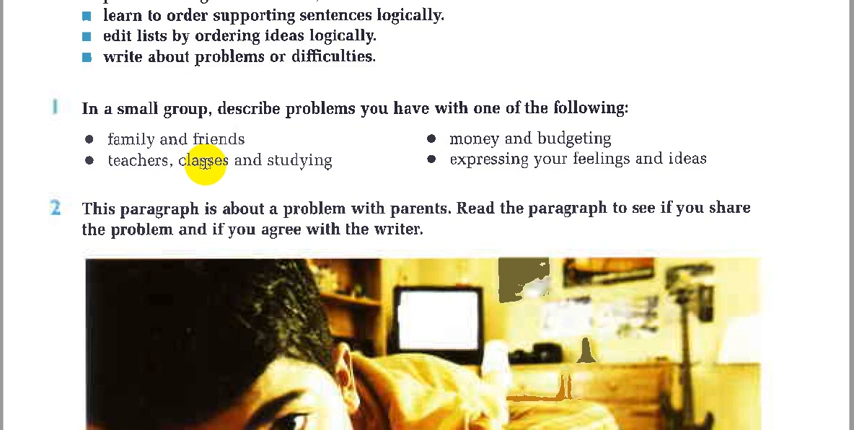 learn to order supporting sentences logically.
edit lists by ordering ideas logically.
write about problems or difficulties.
1 In a small group, describe problems you have with one of the following:
• family and friends
• teachers, classes and studying
• money and budgeting
• expressing your feelings and ideas
2 This paragraph is about a problem with parents. Read the paragraph to see if you share
the problem and if you agree with the writer.